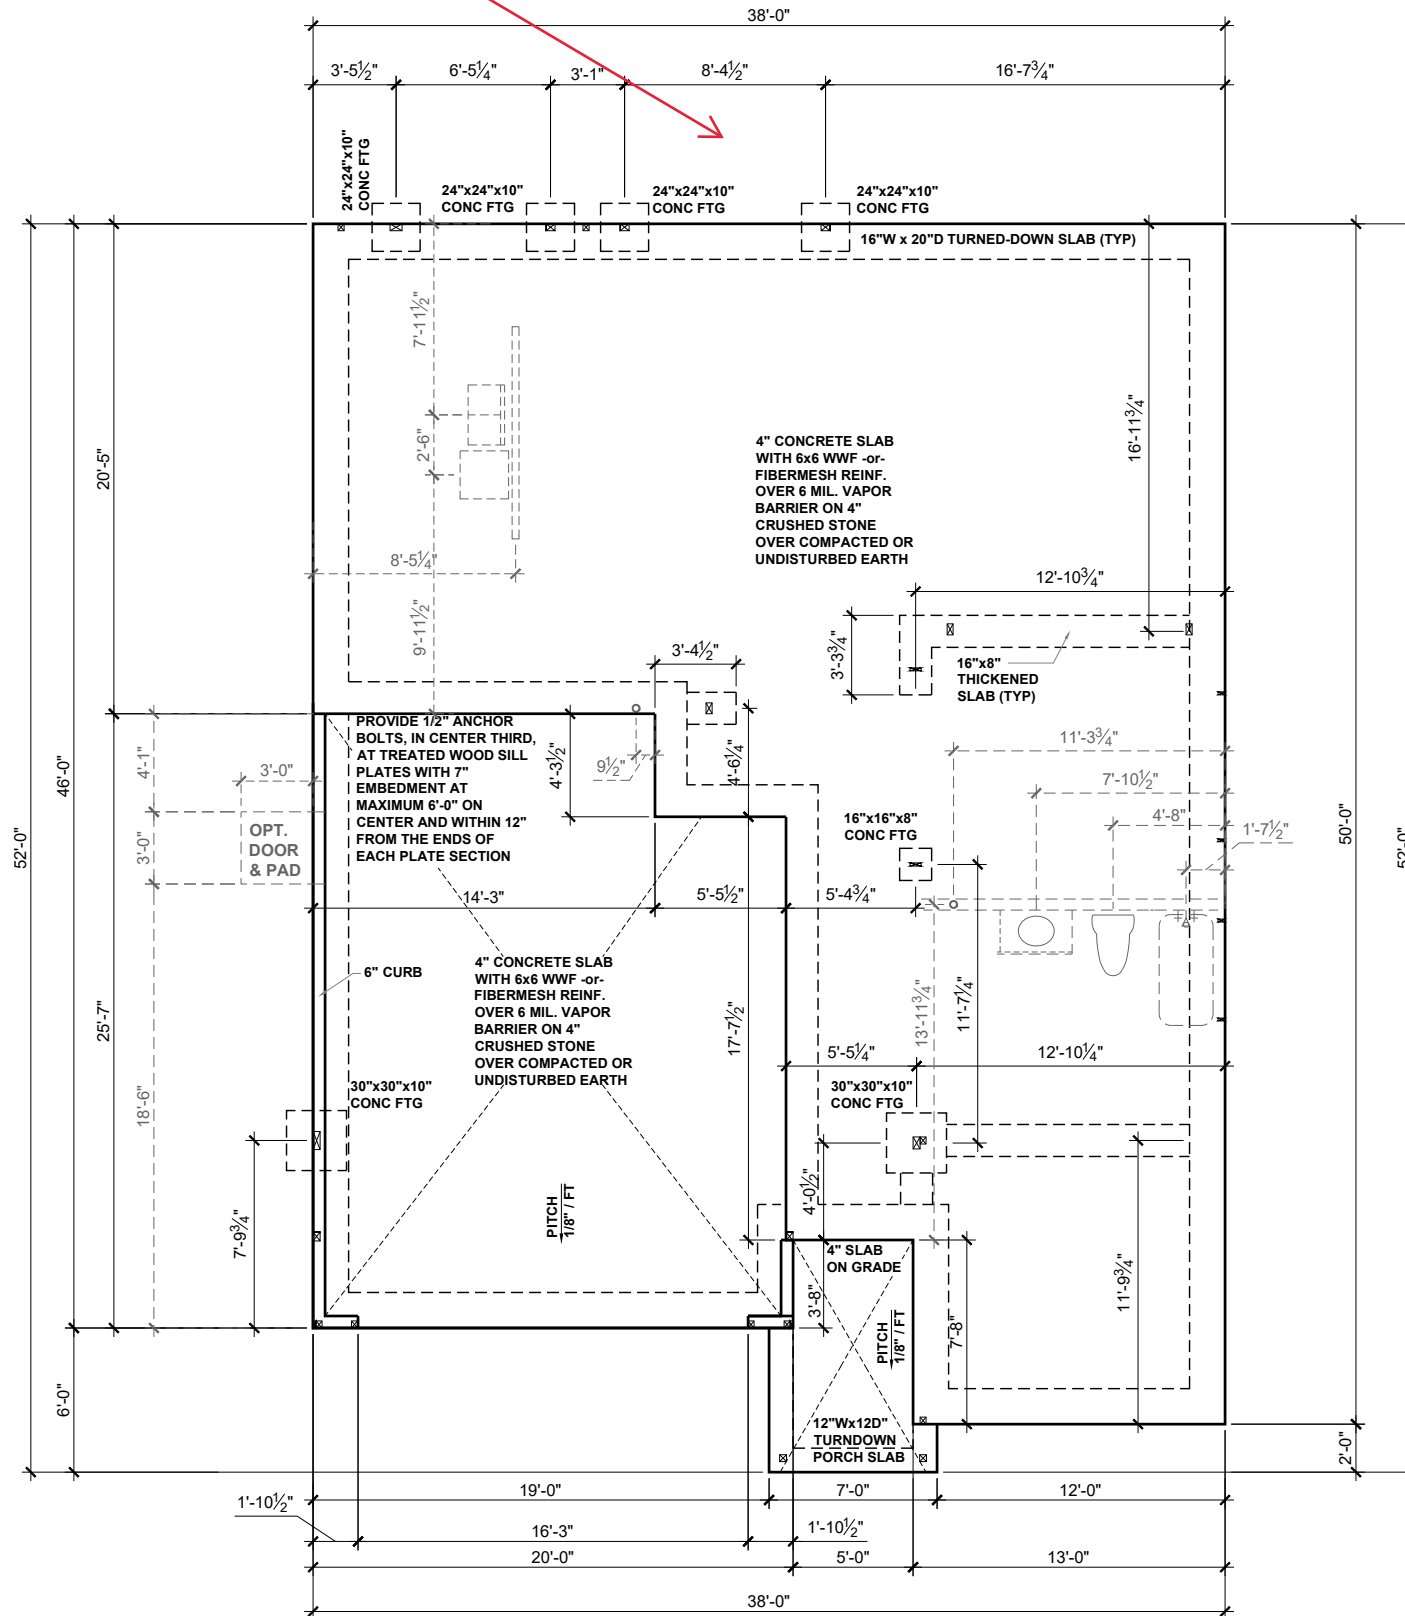 38'-0"
3'-5½"
6'-5¼"
3'-1"
8'-4½"
16'-7¾"
24"x24"x10"
CONC FTG
24"x24"x10"
CONC FTG
24"x24"x10"
CONC FTG
24"x24"x10"
CONC FTG
16"W x 20"D TURNED-DOWN SLAB (TYP)
7'-11½"
2'-6"
8'-5¼"
9'-11½"
20'-5"
46'-0"
52'-0"
25'-7"
6'-0"
4" CONCRETE SLAB
WITH 6x6 WWF -or-
FIBERMESH REINF.
OVER 6 MIL. VAPOR
BARRIER ON 4"
CRUSHED STONE
OVER COMPACTED OR
UNDISTURBED EARTH
16'-11¾"
12'-10¾"
3'-3¾"
16"x8"
THICKENED
SLAB (TYP)
3'-4½"
PROVIDE 1/2" ANCHOR
BOLTS, IN CENTER THIRD,
AT TREATED WOOD SILL
PLATES WITH 7"
EMBEDMENT AT
MAXIMUM 6'-0" ON
CENTER AND WITHIN 12"
FROM THE ENDS OF
EACH PLATE SECTION
4'-3½"
9½"
4'-6¼"
11'-3¾"
7'-10½"
4'-8"
1'-7½"
4'-1"
3'-0"
3'-0"
18'-6"
OPT.
DOOR
& PAD
16"x16"x8"
CONC FTG
50'-0"
52'-0"
14'-3"
5'-5½"
5'-4¾"
6" CURB
4" CONCRETE SLAB
WITH 6x6 WWF -or-
FIBERMESH REINF.
OVER 6 MIL. VAPOR
BARRIER ON 4"
CRUSHED STONE
OVER COMPACTED OR
UNDISTURBED EARTH
17'-7½"
13'-11¾"
11'-7¼"
5'-5¼"
12'-10¼"
30"x30"x10"
CONC FTG
30"x30"x10"
CONC FTG
7'-9¾"
PITCH
1/8" / FT
4'-0½"
4" SLAB
ON GRADE
3'-8"
PITCH
1/8" / FT
7'-8"
11'-9¾"
12"Wx12D"
TURNDOWN
PORCH SLAB
2'-0"
19'-0"
7'-0"
12'-0"
1'-10½"
16'-3"
1'-10½"
20'-0"
5'-0"
13'-0"
38'-0"